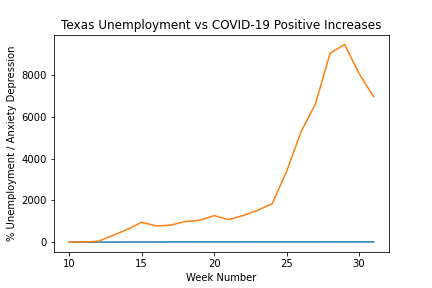 Texas Unemployment vs COVID-19 Positive Increases
% Unemployment / Anxiety Depression
8000
6000
4000
2000
0
10 15 20 25 30
Week Number